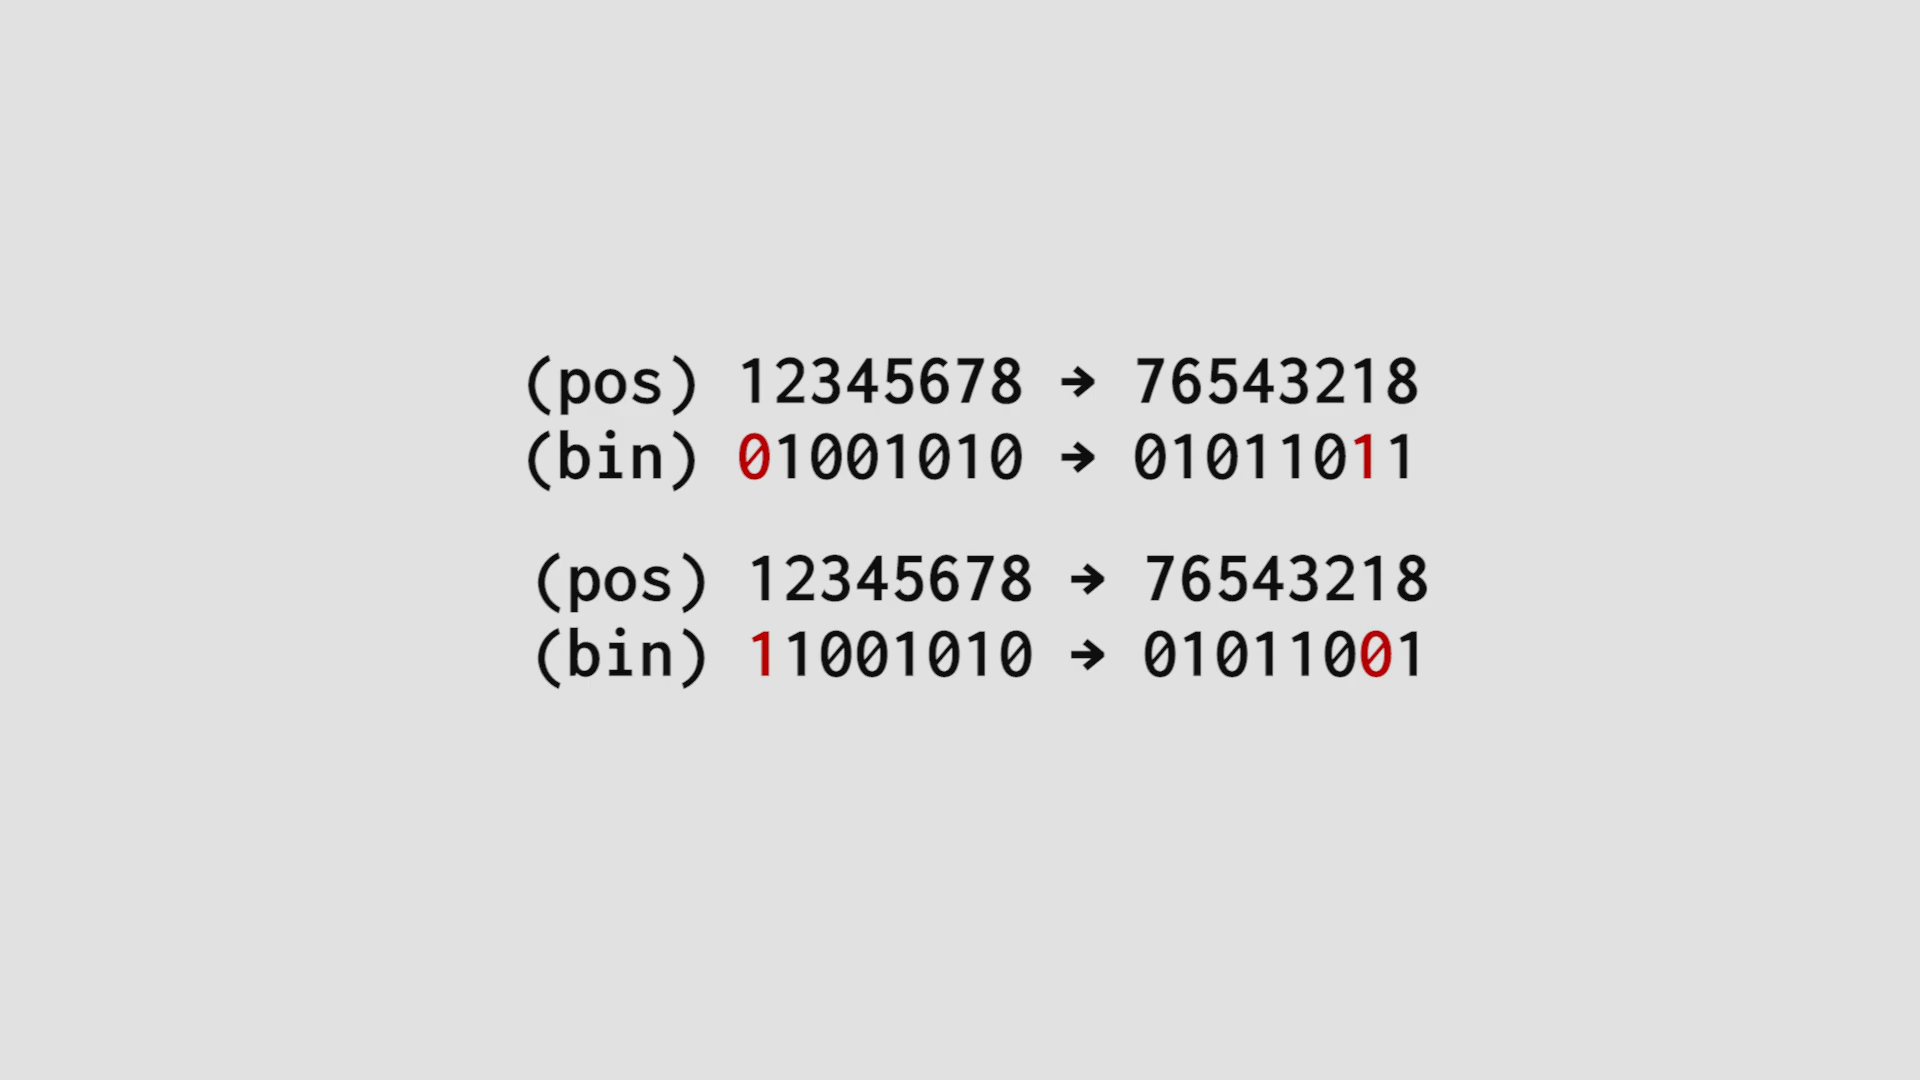 (pos) 12345678 → 76543218
(bin) 01001010 → 01011011
(pos) 12345678 → 76543218
(bin) 11001010 → 01011001